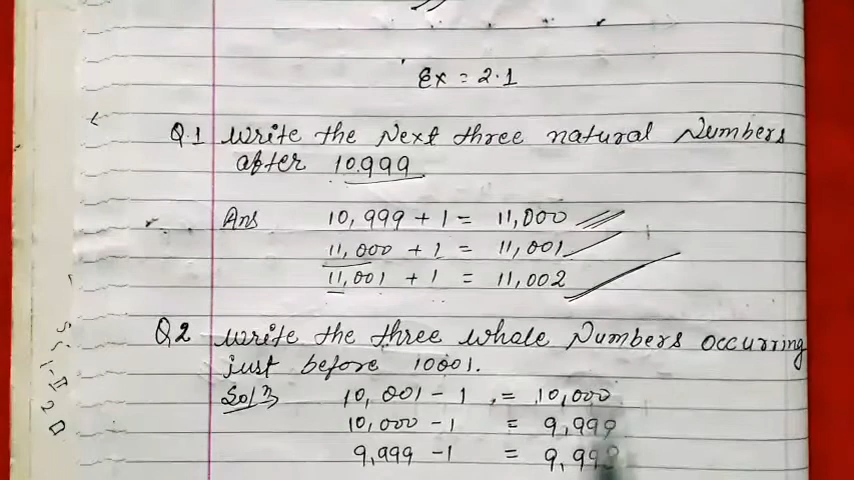 Ex = 2.1
Q.1 Write the Next three natural Numbers
after 10.999
Ans 10,999 + 1 = 11,000
11,000 + 1 = 11,001
11,001 + 1 = 11,002
Q.2 Write the three whole Numbers occurring
just before 10001.
Soln 10,001 - 1 = 10,000
10,000 - 1 = 9,999
9,999 - 1 =